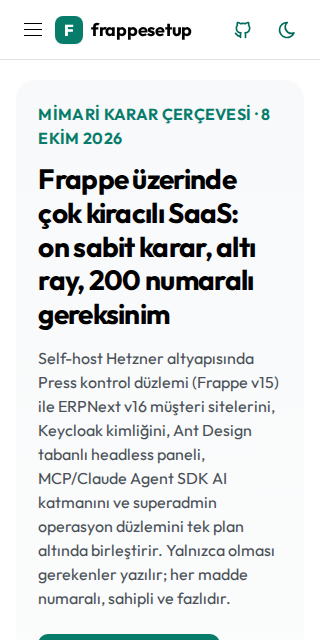 F frappesetup
MİMARİ KARAR ÇERÇEVESİ · 8
EKİM 2026
Frappe üzerinde
çok kiracılı SaaS:
on sabit karar, altı
ray, 200 numaralı
gereksinim
Self-host Hetzner altyapısında
Press kontrol düzlemi (Frappe v15)
ile ERPNext v16 müşteri sitelerini,
Keycloak kimliğini, Ant Design
tabanlı headless paneli,
MCP/Claude Agent SDK AI
katmanını ve superadmin
operasyon düzlemini tek plan
altında birleştirir. Yalnızca olması
gerekenler yazılır; her madde
numaralı, sahipli ve fazlıdır.